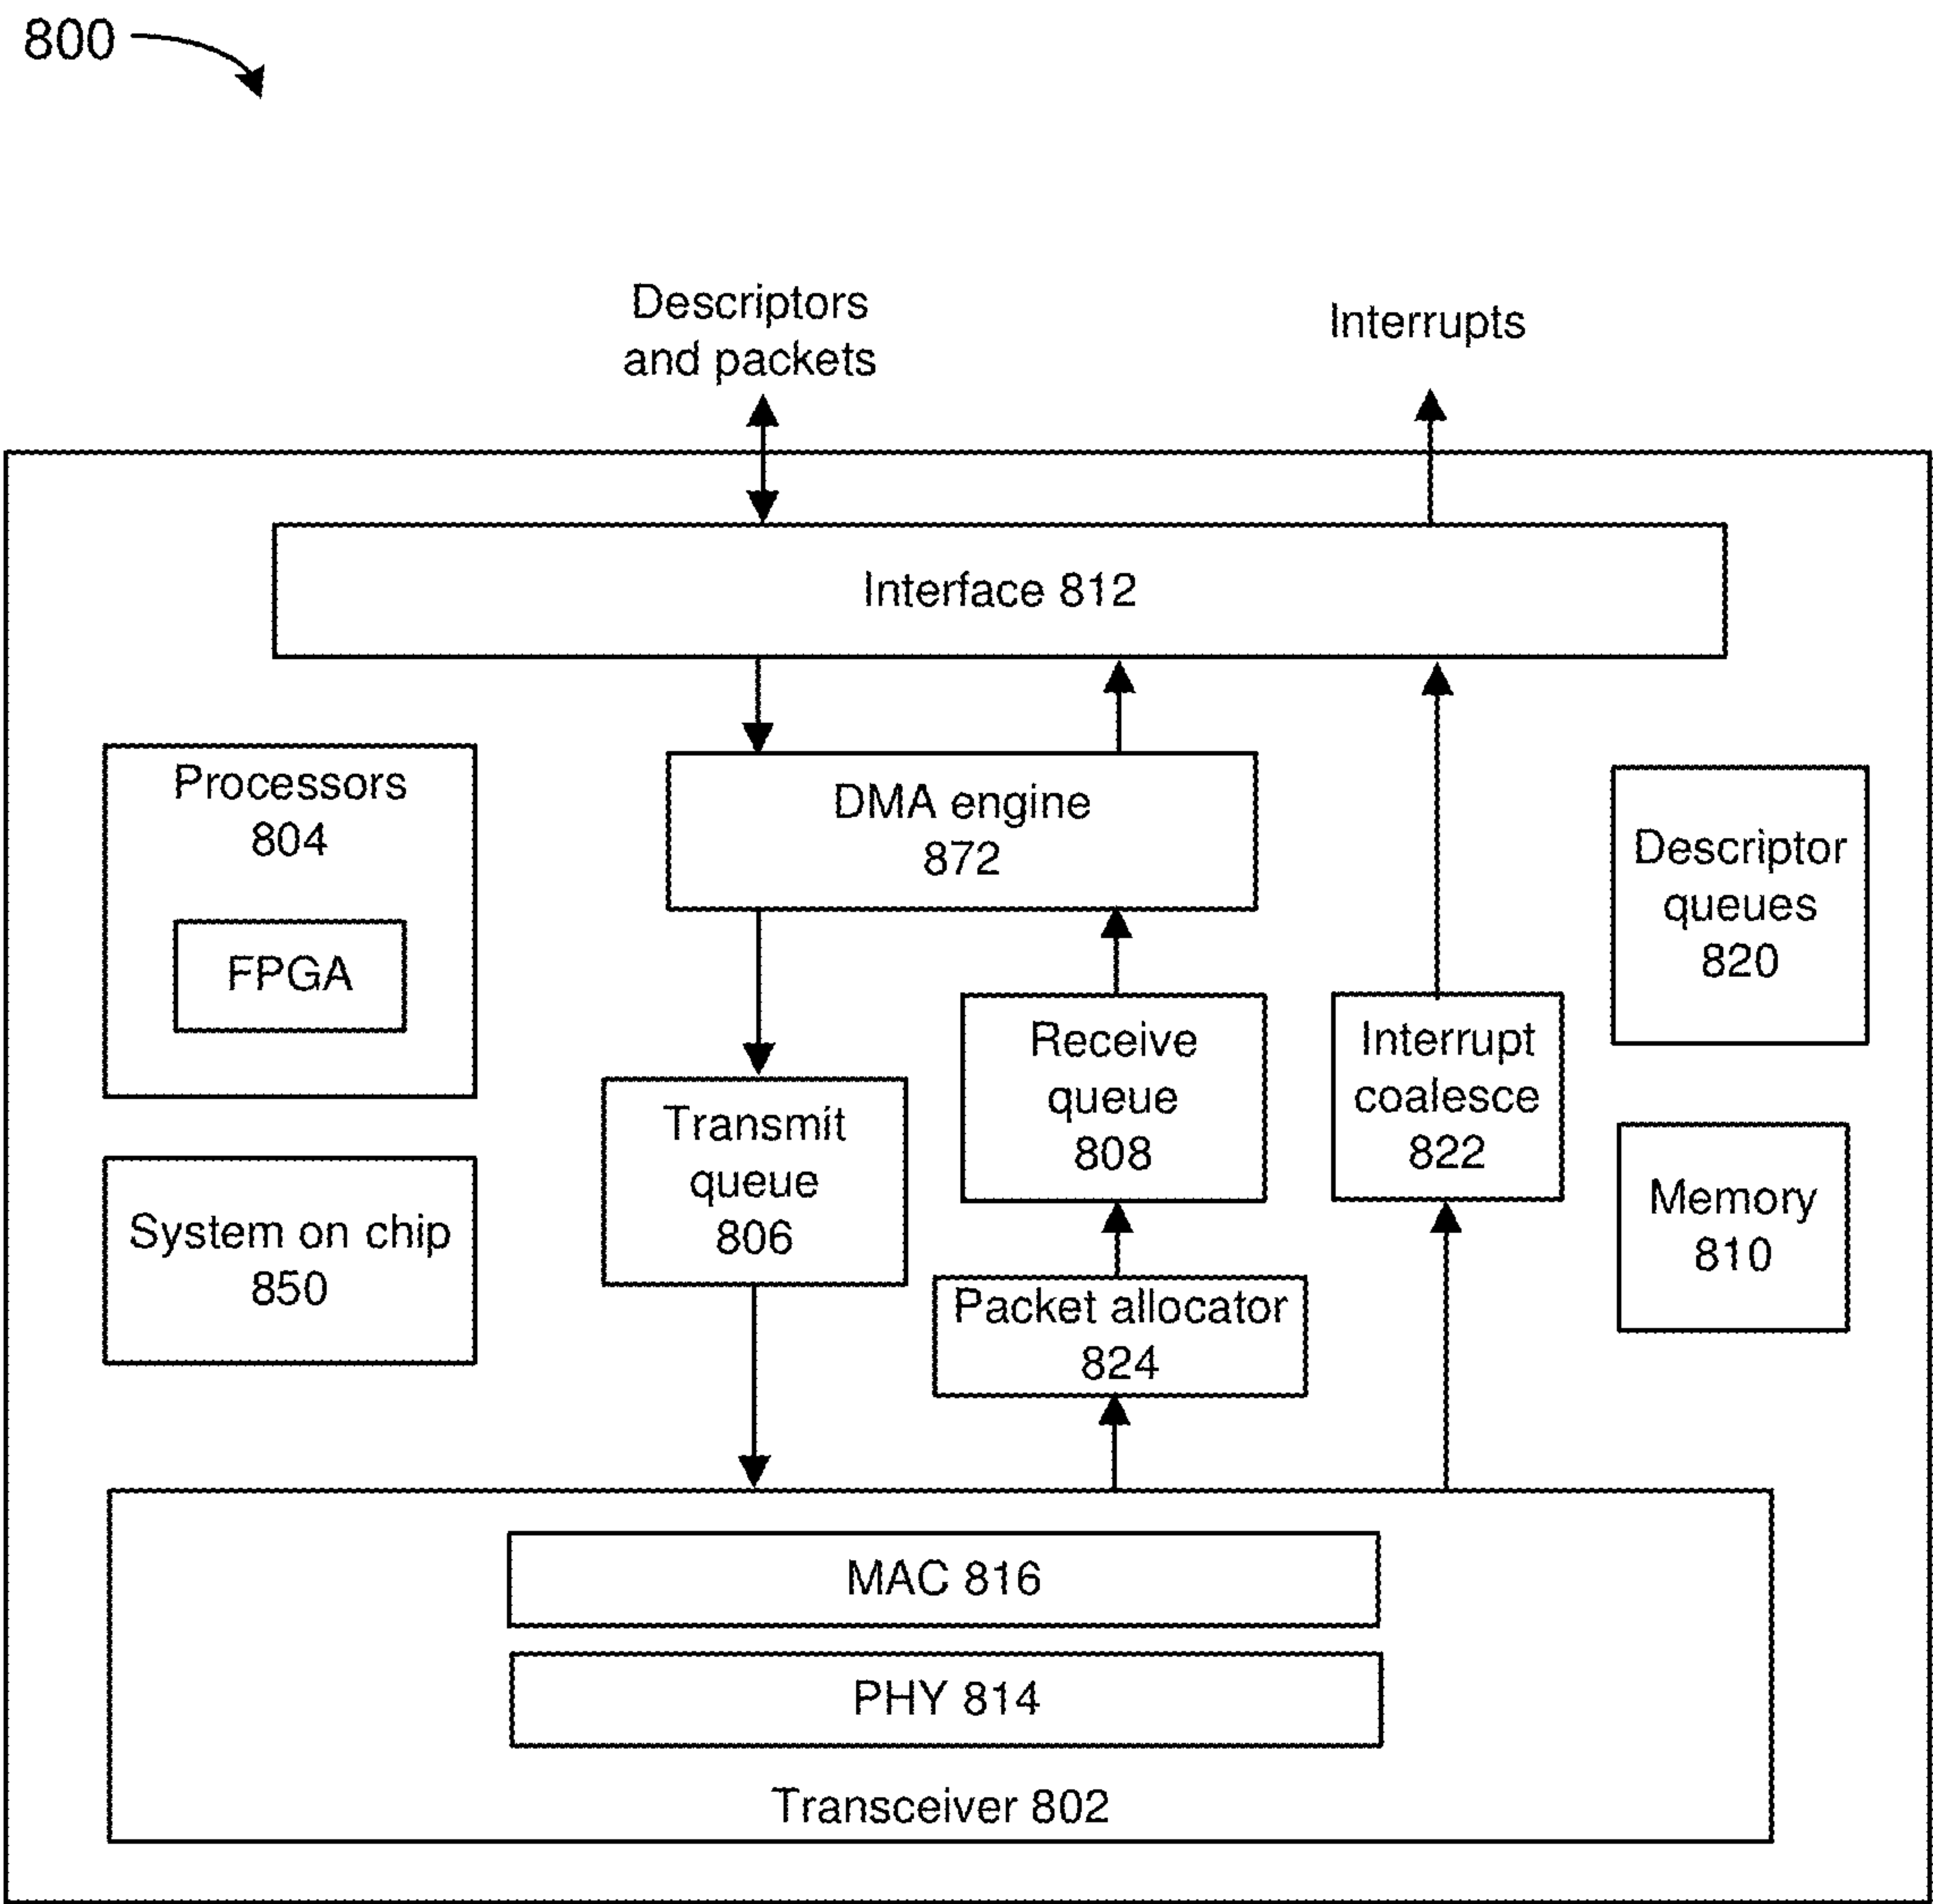 800
Descriptors
and packets
Interrupts
Interface 812
Processors
804
FPGA
DMA engine
872
Descriptor
queues
820
Receive
queue
808
Interrupt
coalesce
822
Transmit
queue
806
System on chip
850
Memory
810
Packet allocator
824
MAC 816
PHY 814
Transceiver 802